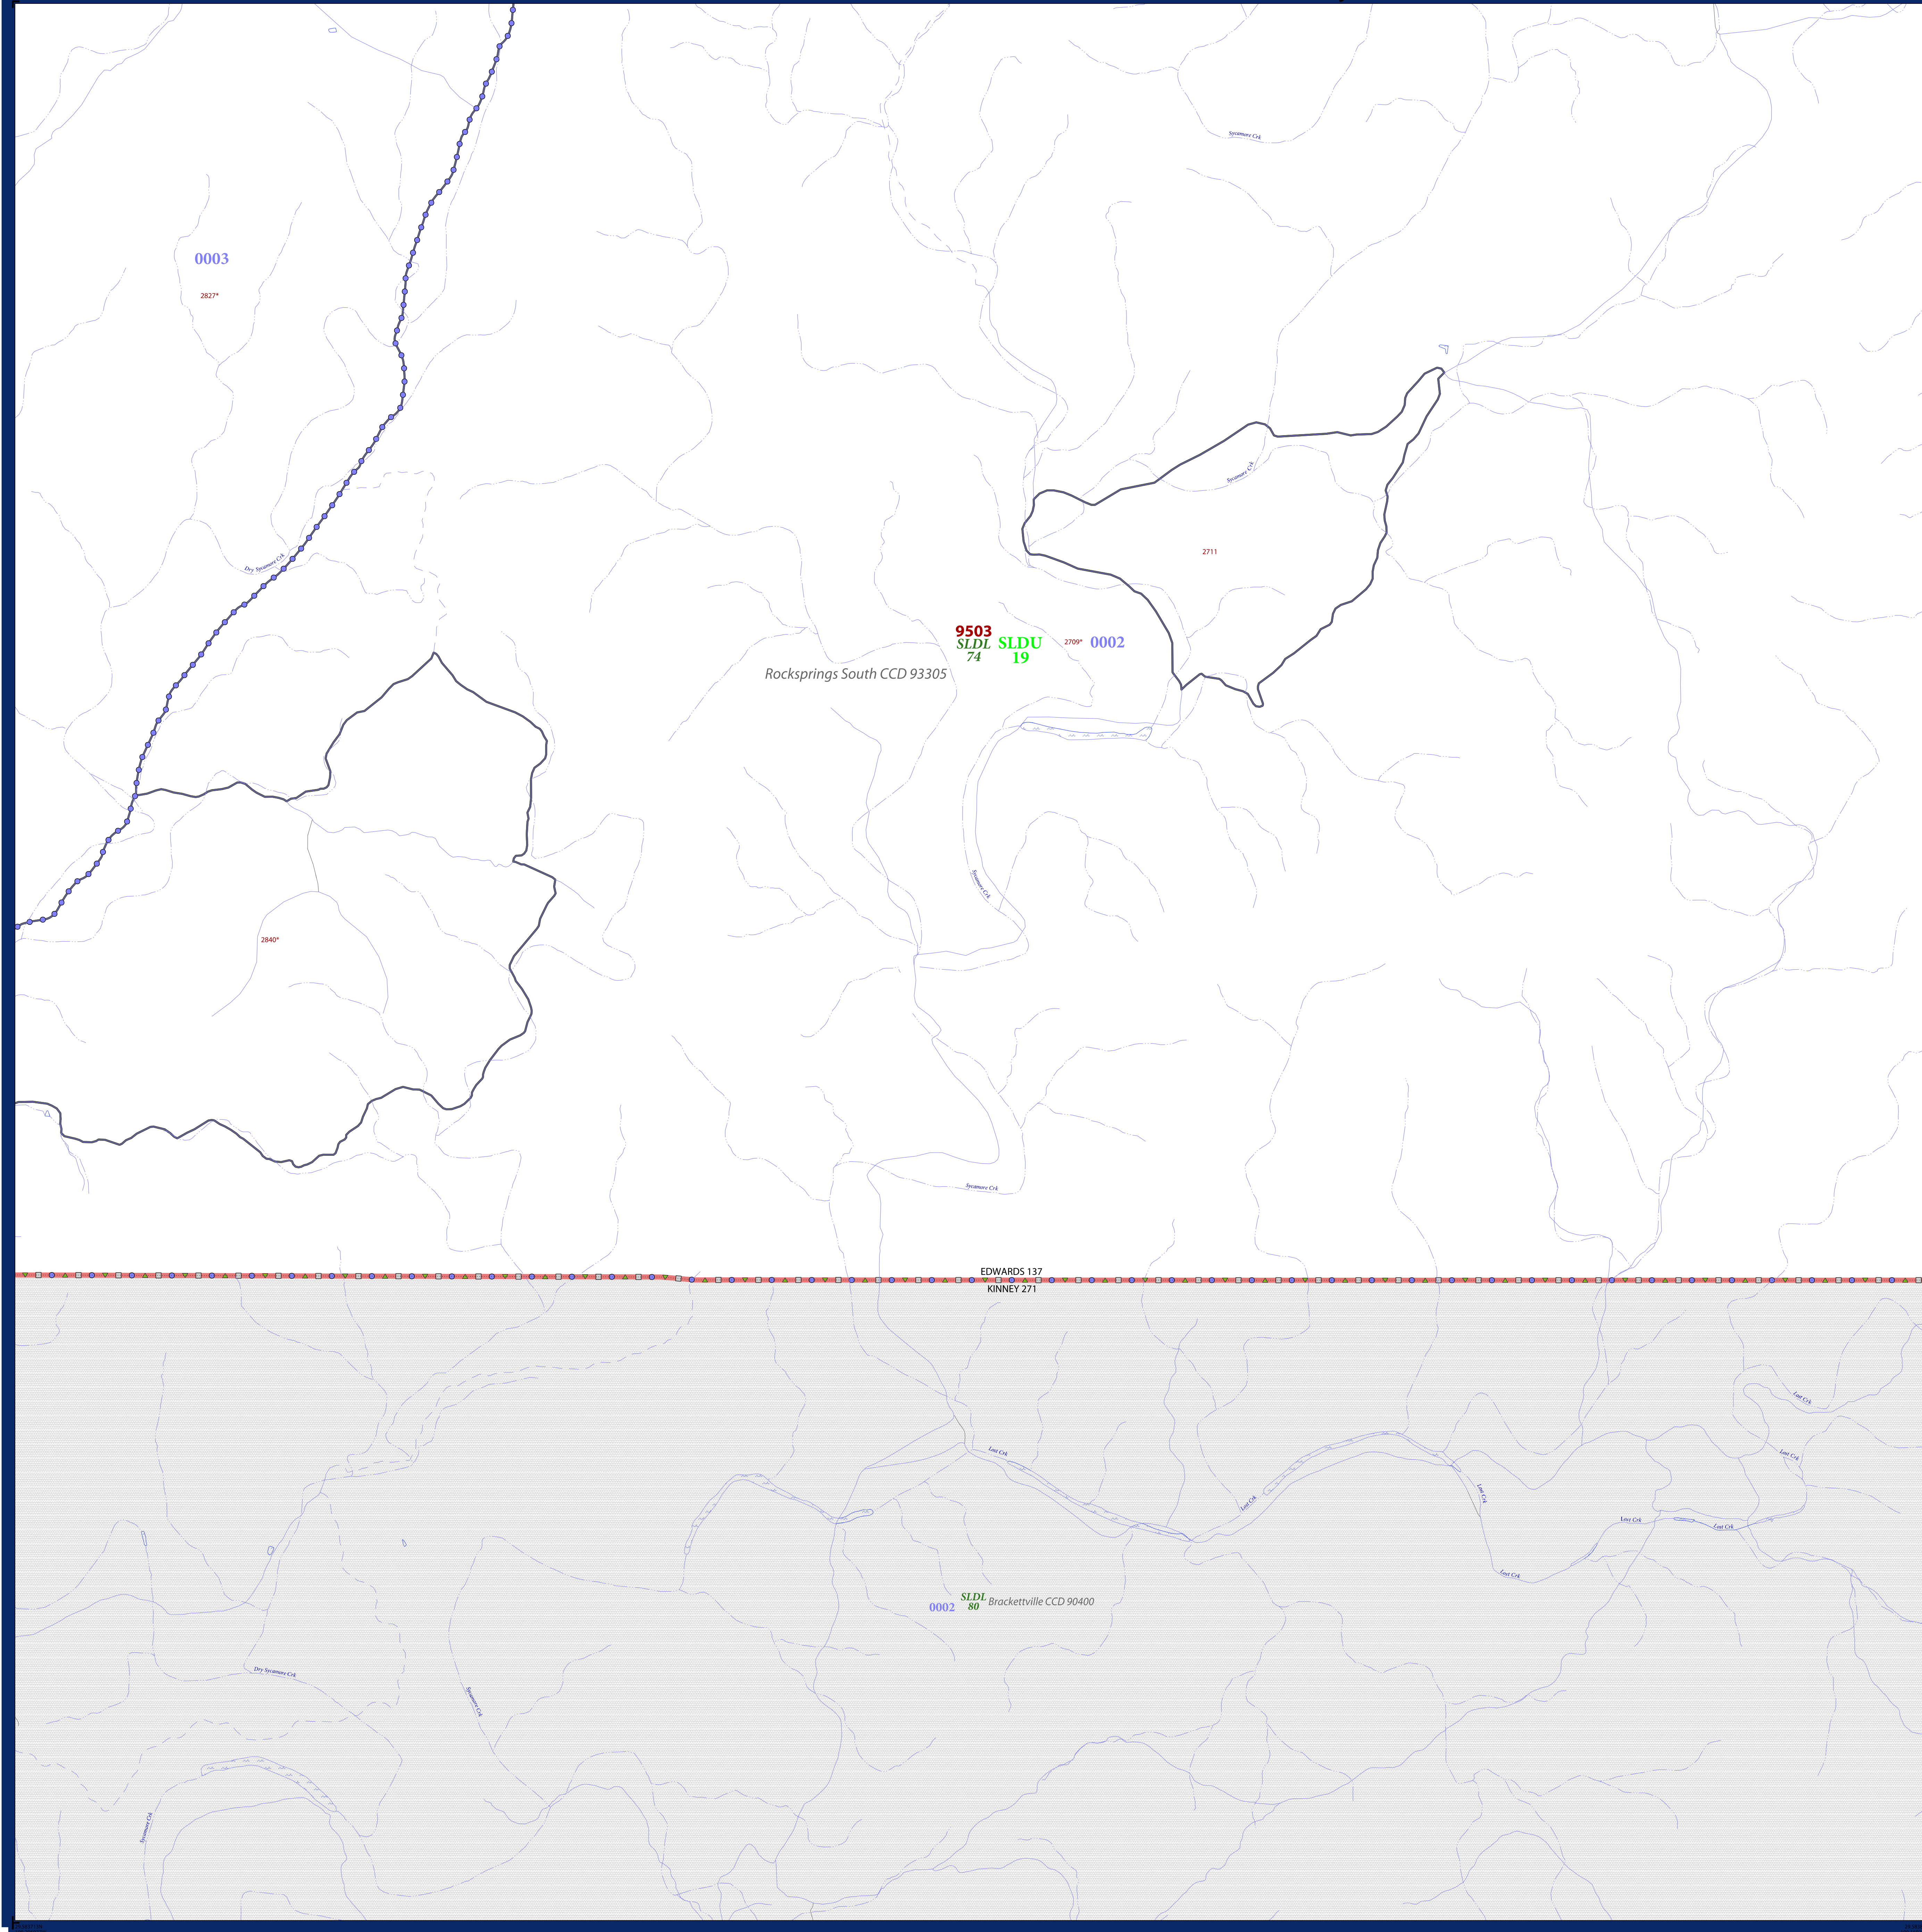 Sycamore Crk
0003
2827*
Sycamore Crk
2711
Dry Sycamore Crk
9503
SLDL
74
SLDU
19
2709*
0002
Rocksprings South CCD 93305
Sycamore Crk
2840*
Sycamore Crk
EDWARDS 137
KINNEY 271
Lost Crk
Lost Crk
Lost Crk
Lost Crk
Lost Crk
Lost Crk
Lost Crk
Lost Crk
0002
SLDL
80
Brackettville CCD 90400
Dry Sycamore Crk
Sycamore Crk
Sycamore Crk